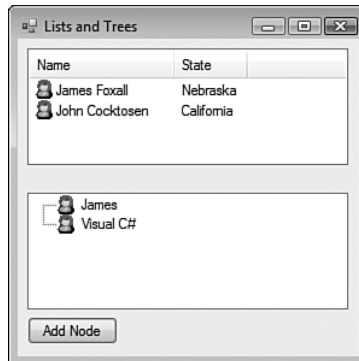 Lists and Trees
Name State
James Foxall Nebraska
John Cocktosen California
James
Visual C#
Add Node